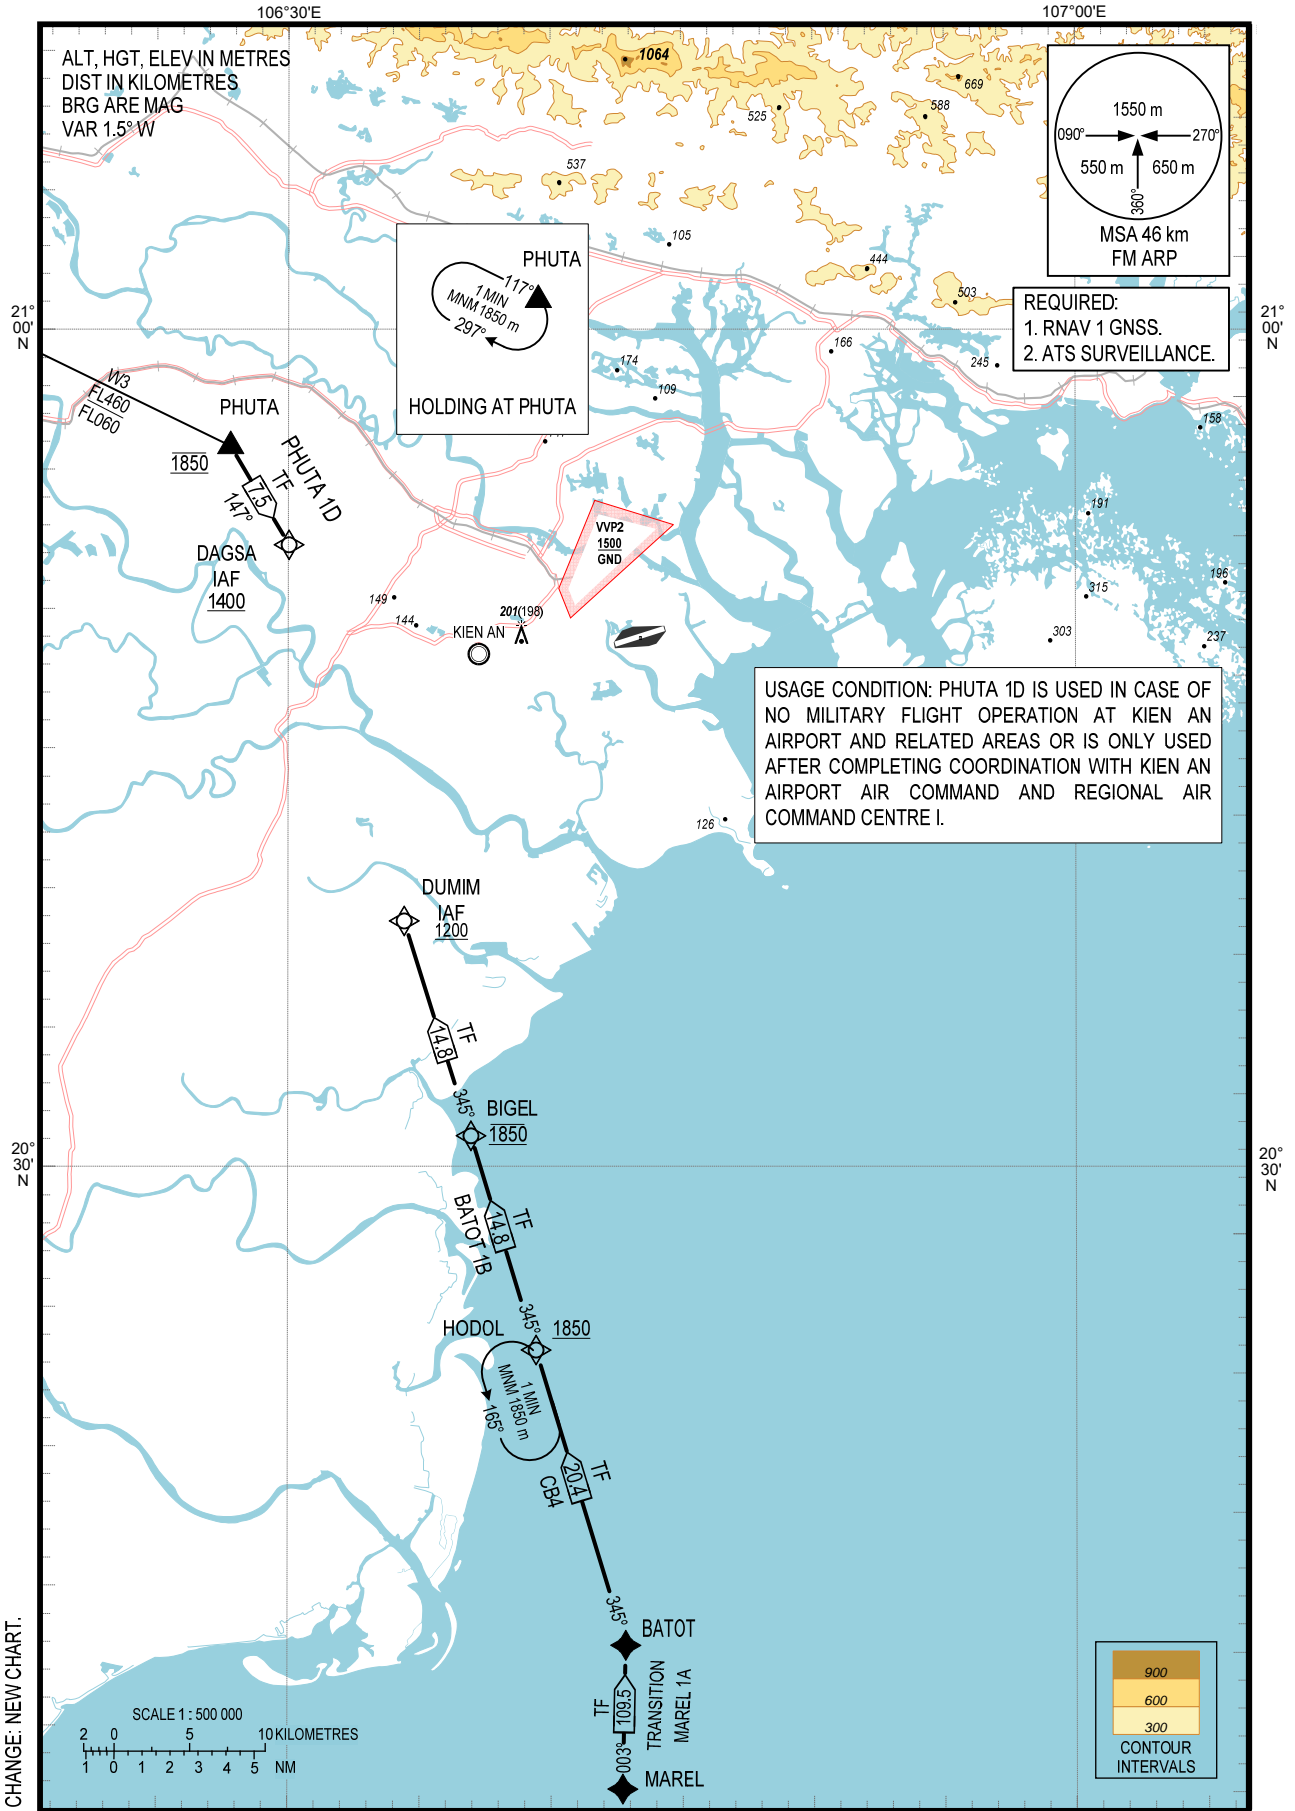 106°30'E
107°00'E
ALT, HGT, ELEV IN METRES
DIST IN KILOMETRES
BRG ARE MAG
VAR 1.5° W
1064
669
588
525
537
105
444
503
1550 m
090°
270°
550 m
650 m
360°
MSA 46 km
FM ARP
REQUIRED:
1. RNAV 1 GNSS.
2. ATS SURVEILLANCE.
PHUTA
117°
1 MIN
MNM 1850 m
297°
HOLDING AT PHUTA
21°
00'
N
21°
00'
N
174
109
166
245
158
W3
FL460
FL060
PHUTA
1850
PHUTA 1D
TF
7.5
147°
DAGSA
IAF
1400
VVP2
1500
GND
191
196
315
303
237
149
144
201(198)
KIEN AN
USAGE CONDITION: PHUTA 1D IS USED IN CASE OF
NO MILITARY FLIGHT OPERATION AT KIEN AN
AIRPORT AND RELATED AREAS OR IS ONLY USED
AFTER COMPLETING COORDINATION WITH KIEN AN
AIRPORT AIR COMMAND AND REGIONAL AIR
COMMAND CENTRE I.
126
DUMIM
IAF
1200
TF
14.8
345°
BIGEL
1850
20°
30'
N
20°
30'
N
BATOT 1B
TF
14.8
345°
HODOL
1850
1 MIN
MNM 1850 m
165°
TF
20.4
CB4
345°
BATOT
TF
109.5
TRANSITION
MAREL 1A
003°
MAREL
900
600
300
CONTOUR
INTERVALS
SCALE 1 : 500 000
2 0 5 10 KILOMETRES
1 0 1 2 3 4 5 NM
CHANGE: NEW CHART.